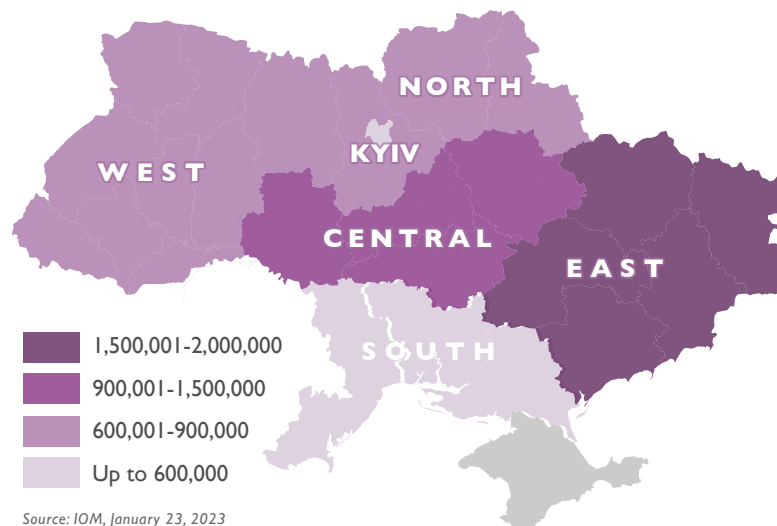 NORTH
KYIV
WEST
CENTRAL
EAST
SOUTH
1,500,001-2,000,000
900,001-1,500,000
600,001-900,000
Up to 600,000
Source: IOM, January 23, 2023